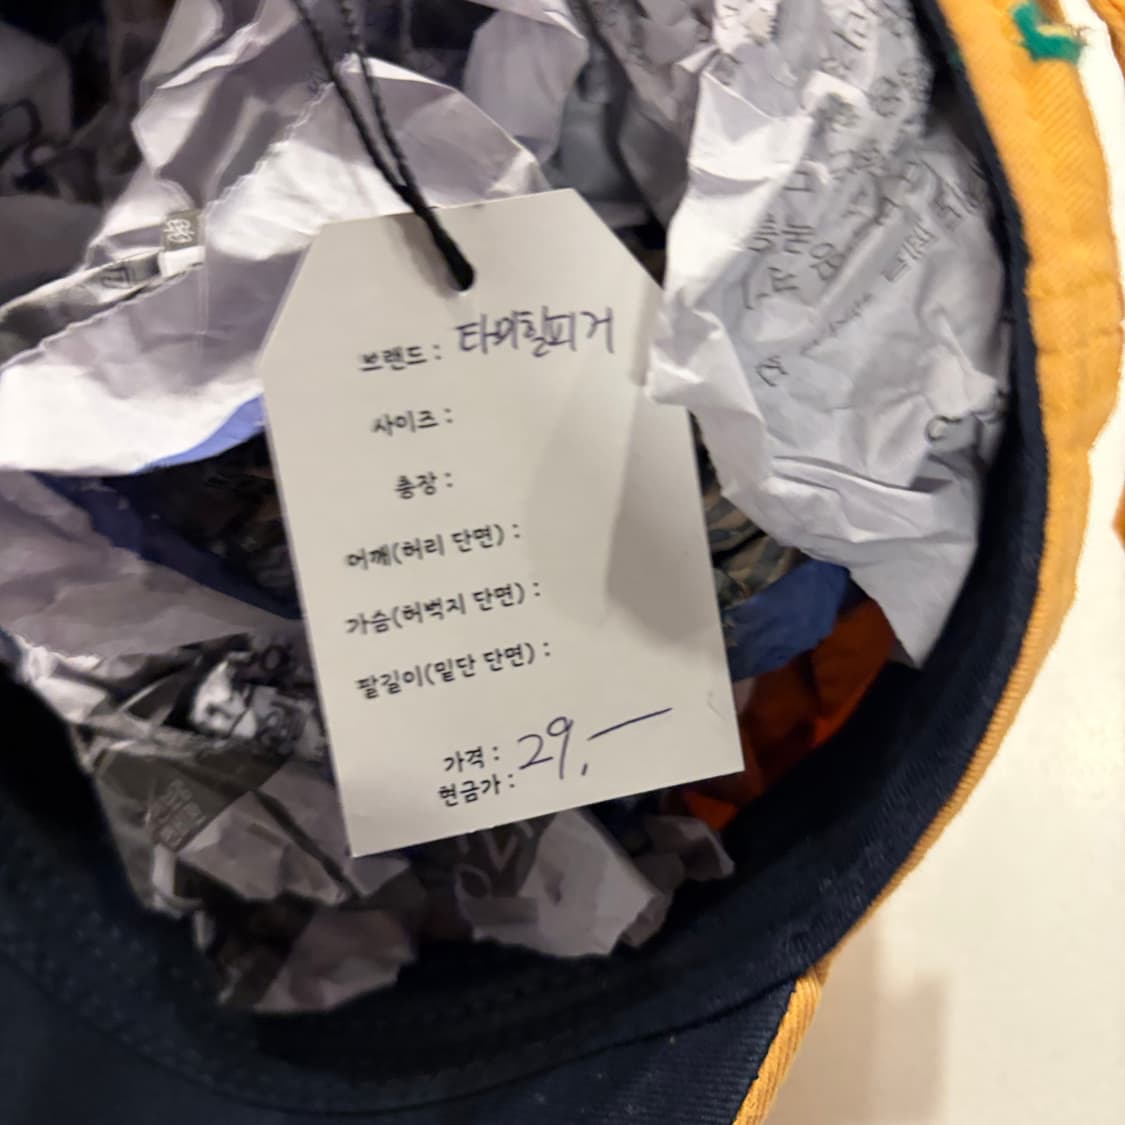 브랜드 : 타미힐피거
사이즈 :
총장 :
어깨(허리 단면) :
가슴(허벅지 단면) :
팔길이(밑단 단면) :
가격 : 29,—
현금가 :